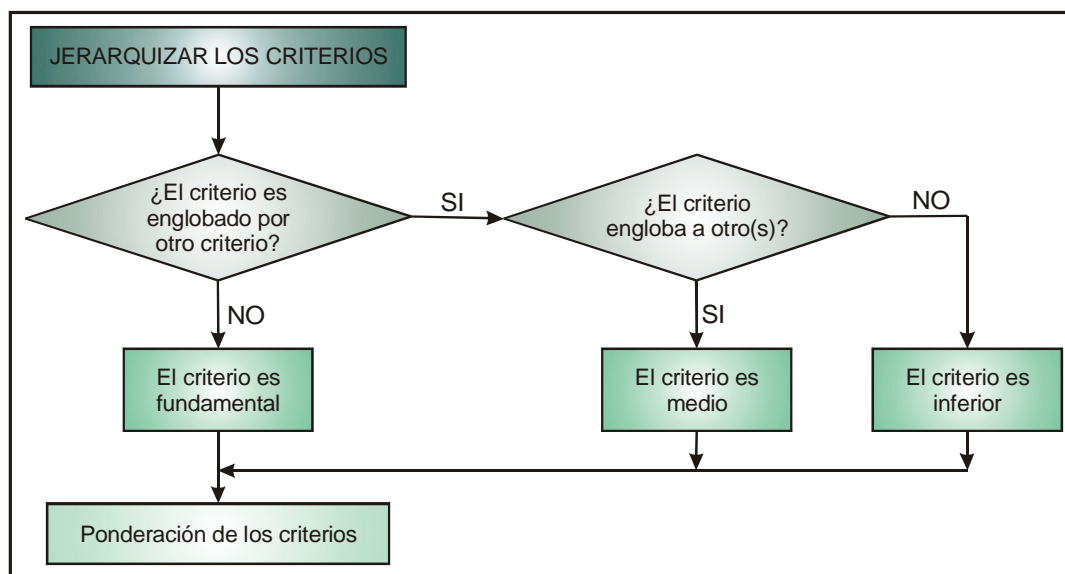 JERARQUIZAR LOS CRITERIOS
¿El criterio es
englobado por
otro criterio?
SI
¿El criterio
engloba a otro(s)?
NO
NO
SI
El criterio es
fundamental
El criterio es
medio
El criterio es
inferior
Ponderación de los criterios